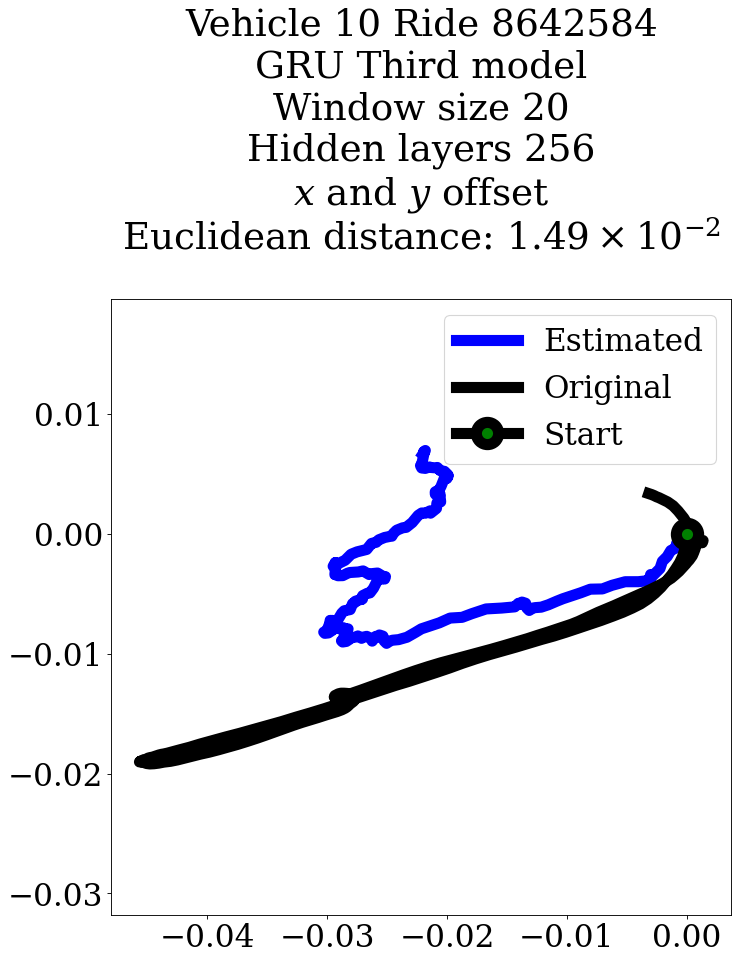 Vehicle 10 Ride 8642584
GRU Third model
Window size 20
Hidden layers 256
x and y offset
Euclidean distance: 1.49 × 10⁻²
Estimated
Original
Start
0.01
0.00
−0.01
−0.02
−0.03
−0.04 −0.03 −0.02 −0.01 0.00